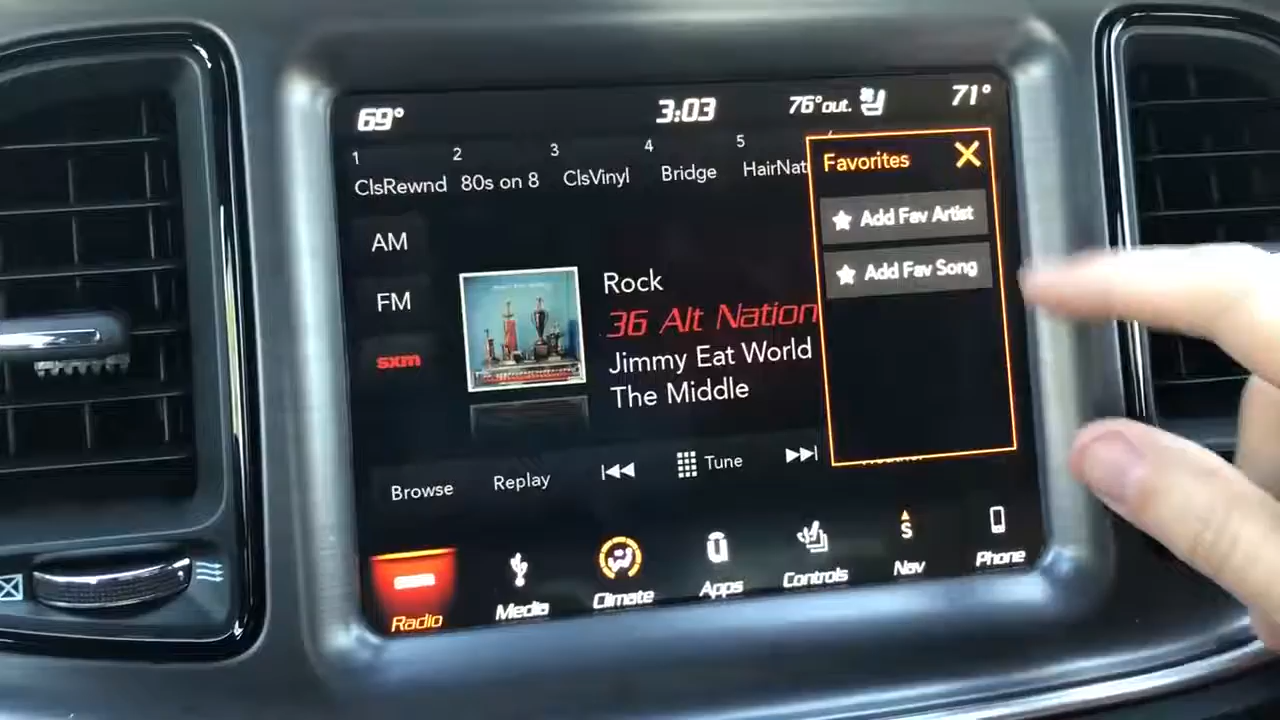 69°
3:03
76°out.
71°
1
2
3
4
5
ClsRewnd
80s on 8
ClsVinyl
Bridge
HairNat
Favorites
Add Fav Artist
Add Fav Song
AM
FM
sxm
Rock
36 Alt Nation
Jimmy Eat World
The Middle
Browse
Replay
Tune
sxm
Radio
Media
Climate
Apps
Controls
S
Nav
Phone